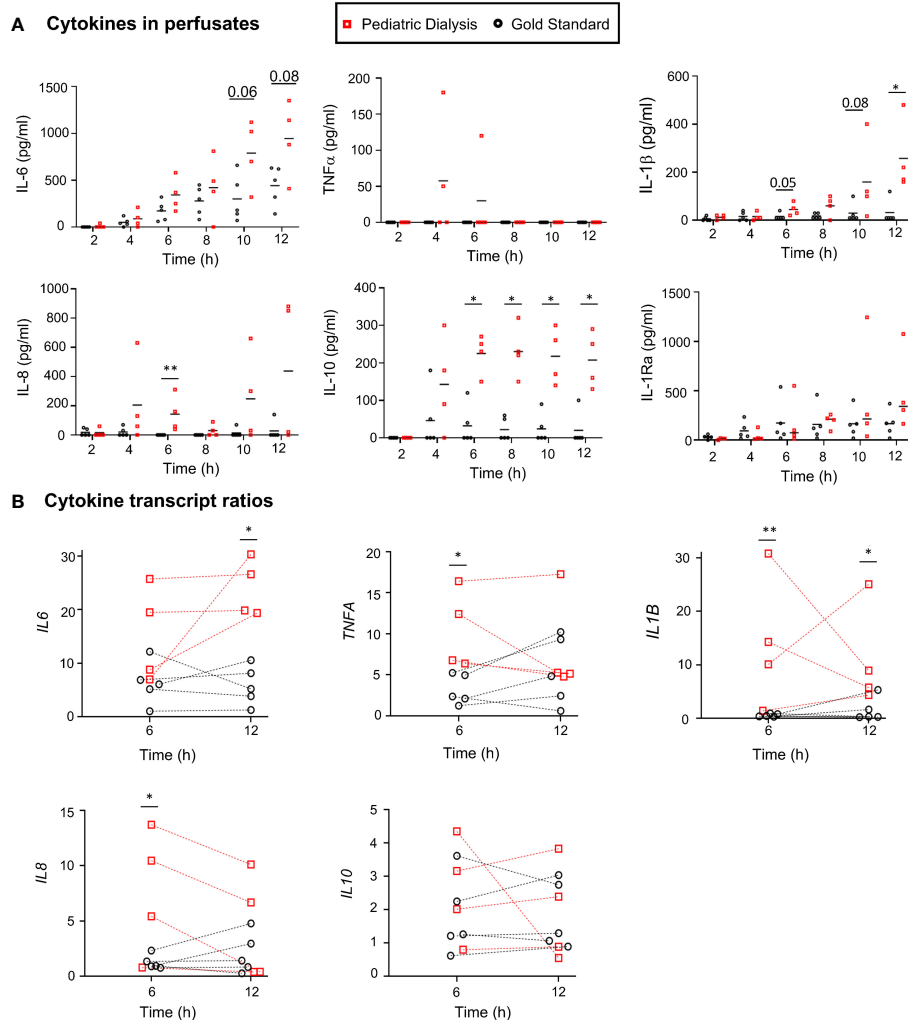 A Cytokines in perfusates
Pediatric Dialysis Gold Standard
IL-6 (pg/ml)
1500
1000
500
0
0.06
0.08
2 4 6 8 10 12
Time (h)
TNFα (pg/ml)
200
150
100
50
0
2 4 6 8 10 12
Time (h)
IL-1β (pg/ml)
600
400
200
0
0.05
0.08
*
2 4 6 8 10 12
Time (h)
IL-8 (pg/ml)
1000
800
600
400
200
0
**
2 4 6 8 10 12
Time (h)
IL-10 (pg/ml)
400
300
200
100
0
* * * *
2 4 6 8 10 12
Time (h)
IL-1Ra (pg/ml)
1500
1000
500
0
2 4 6 8 10 12
Time (h)
B Cytokine transcript ratios
IL6
30
20
10
0
*
6 12
Time (h)
TNFA
20
15
10
5
0
*
6 12
Time (h)
IL1B
30
20
10
0
**
*
6 12
Time (h)
IL8
15
10
5
0
*
6 12
Time (h)
IL10
5
4
3
2
1
0
6 12
Time (h)